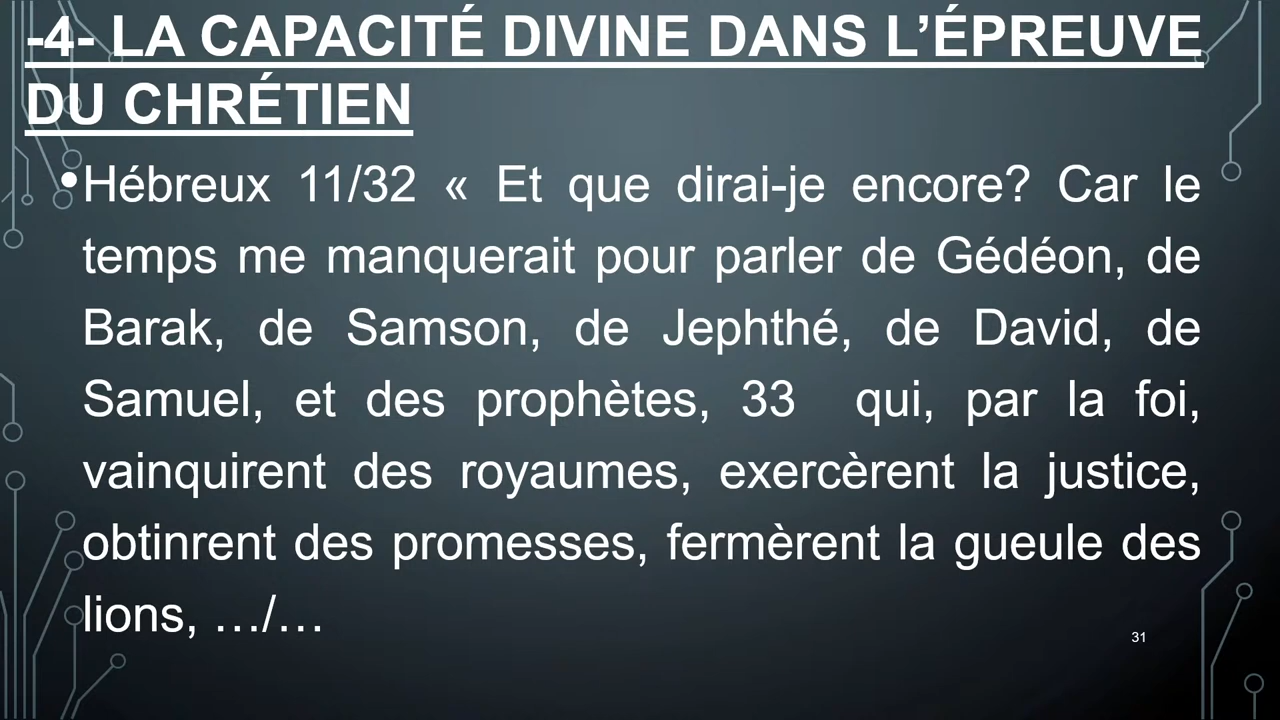 -4- LA CAPACITÉ DIVINE DANS L’ÉPREUVE
DU CHRÉTIEN
•Hébreux 11/32 « Et que dirai-je encore? Car le
temps me manquerait pour parler de Gédéon, de
Barak, de Samson, de Jephthé, de David, de
Samuel, et des prophètes, 33 qui, par la foi,
vainquirent des royaumes, exercèrent la justice,
obtinrent des promesses, fermèrent la gueule des
lions, …/…
31